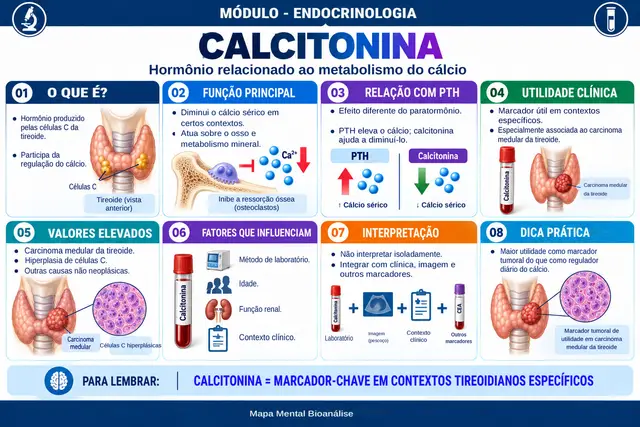 MÓDULO - ENDOCRINOLOGIA
CALCITONINA
Hormônio relacionado ao metabolismo do cálcio
01 O QUE É?
• Hormônio produzido
pelas células C da
tireoide.
• Participa da
regulação do cálcio.
Células C
Tireoide (vista
anterior)
02 FUNÇÃO PRINCIPAL
• Diminui o cálcio sérico em
certos contextos.
• Atua sobre o osso e
metabolismo mineral.
Ca²⁺
Inibe a ressorção óssea
(osteoclastos)
03 RELAÇÃO COM PTH
• Efeito diferente do paratormônio.
• PTH eleva o cálcio; calcitonina
ajuda a diminuí-lo.
PTH
↑ Cálcio sérico
Calcitonina
↓ Cálcio sérico
04 UTILIDADE CLÍNICA
• Marcador útil em contextos
específicos.
• Especialmente associada ao carcinoma
medular da tireoide.
Calcitonina
Carcinoma medular
da tireoide
05 VALORES ELEVADOS
• Carcinoma medular da tireoide.
• Hiperplasia de células C.
• Outras causas não neoplásicas.
Carcinoma
medular
Células C hiperplásicas
06 FATORES QUE INFLUENCIAM
Calcitonina
Método de laboratório.
Idade.
Função renal.
Contexto clínico.
07 INTERPRETAÇÃO
• Não interpretar isoladamente.
• Integrar com clínica, imagem e
outros marcadores.
Calcitonina
+
+
+
CEA
Laboratório
Imagem
(pescoço)
Contexto
clínico
Outros
marcadores
08 DICA PRÁTICA
• Maior utilidade como marcador
tumoral do que como regulador
diário do cálcio.
Marcador tumoral de
utilidade em carcinoma
medular da tireoide
PARA LEMBRAR:
CALCITONINA = MARCADOR-CHAVE EM CONTEXTOS TIREOIDIANOS ESPECÍFICOS
Mapa Mental Bioanálise